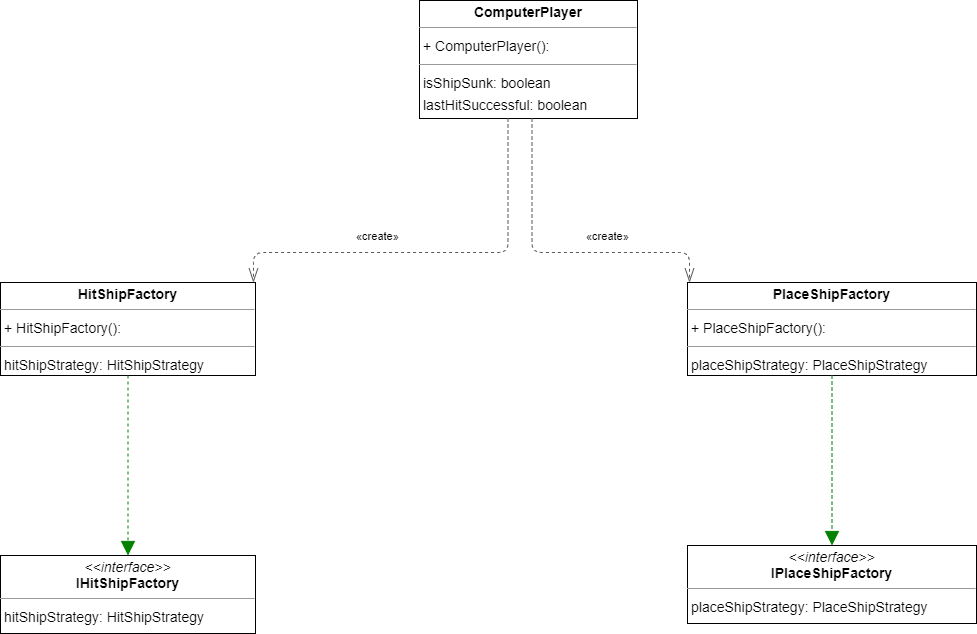 ComputerPlayer
+ ComputerPlayer():
isShipSunk: boolean
lastHitSuccessful: boolean
«create»
«create»
HitShipFactory
+ HitShipFactory():
hitShipStrategy: HitShipStrategy
PlaceShipFactory
+ PlaceShipFactory():
placeShipStrategy: PlaceShipStrategy
<<interface>>
IHitShipFactory
hitShipStrategy: HitShipStrategy
<<interface>>
IPlaceShipFactory
placeShipStrategy: PlaceShipStrategy